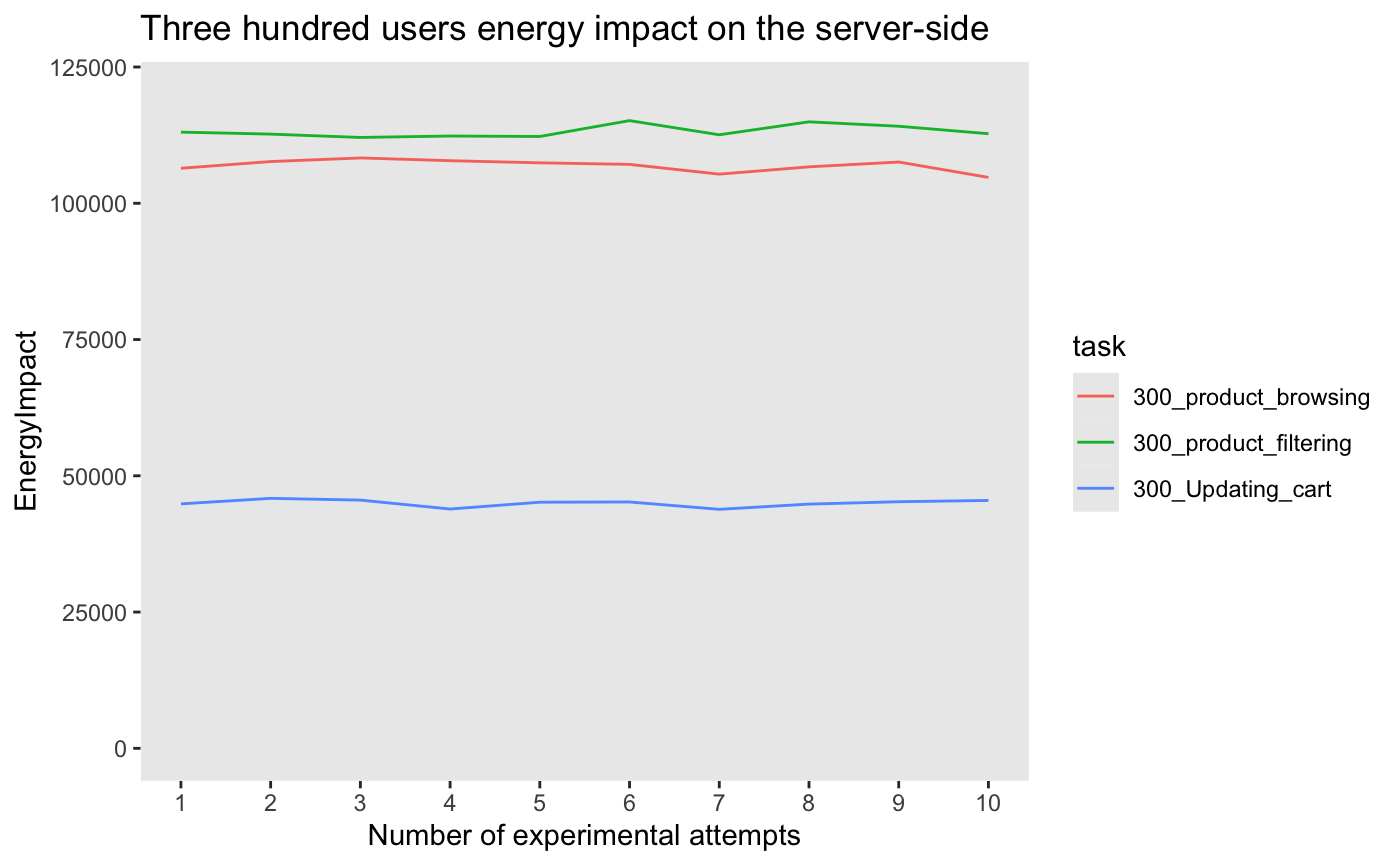 Three hundred users energy impact on the server-side
125000
100000
75000
50000
25000
0
EnergyImpact
1 2 3 4 5 6 7 8 9 10
Number of experimental attempts
task
300_product_browsing
300_product_filtering
300_Updating_cart